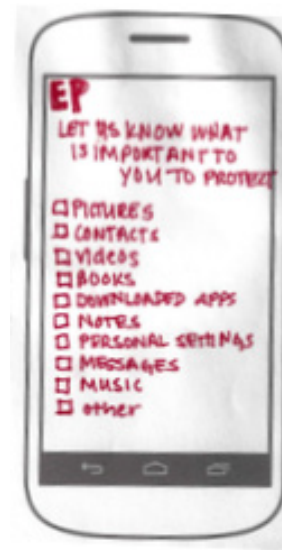 EP
LET US KNOW WHAT
IS IMPORTANT TO
YOU TO PROTECT
PICTURES
CONTACTS
VIDEOS
BOOKS
DOWNLOADED APPS
NOTES
PERSONAL SETTINGS
MESSAGES
MUSIC
other